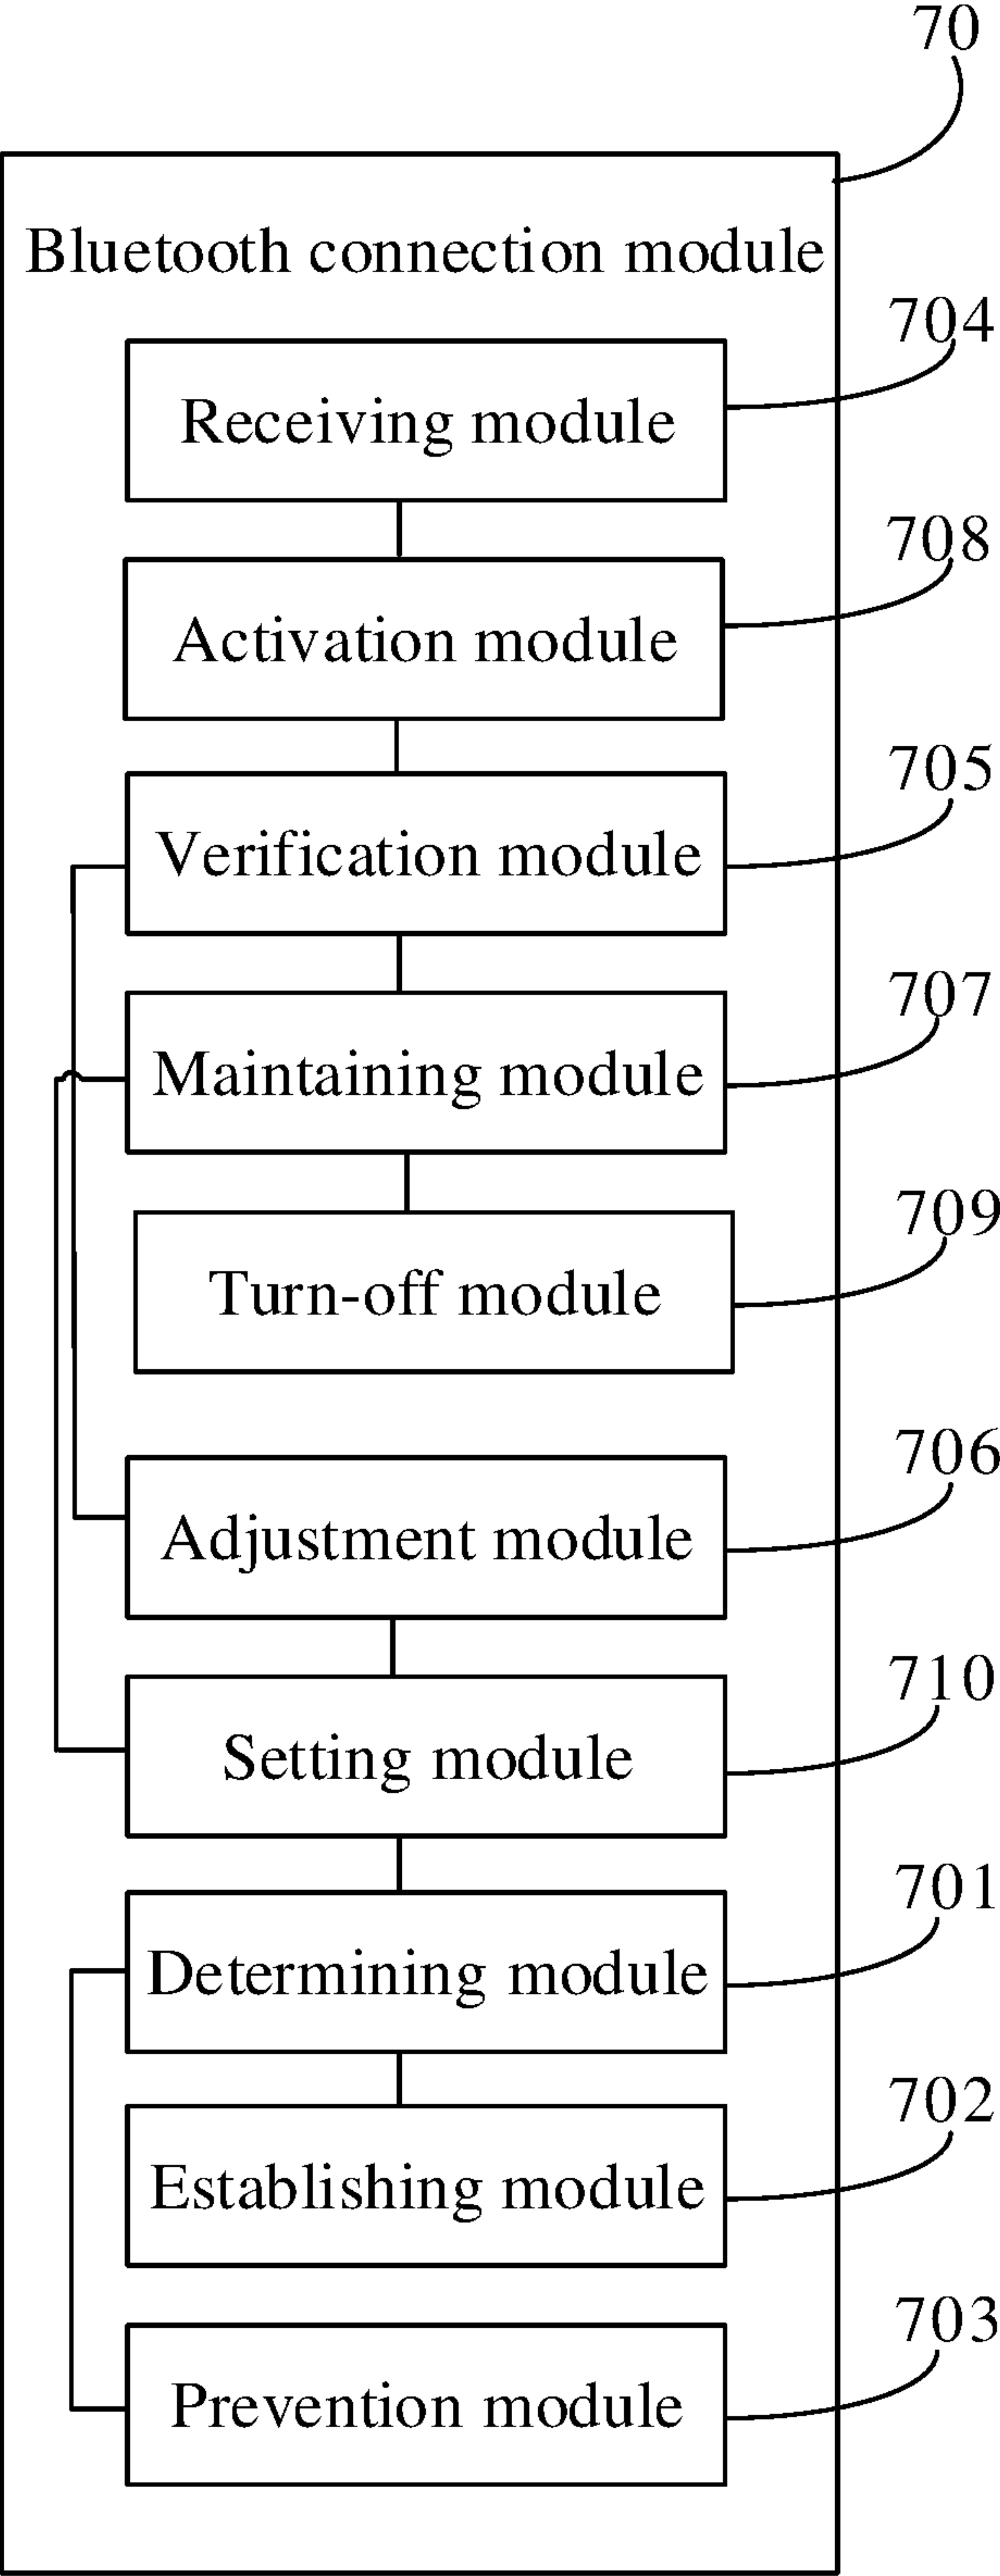 70
Bluetooth connection module
704
Receiving module
708
Activation module
705
Verification module
707
Maintaining module
709
Turn-off module
706
Adjustment module
710
Setting module
701
Determining module
702
Establishing module
703
Prevention module